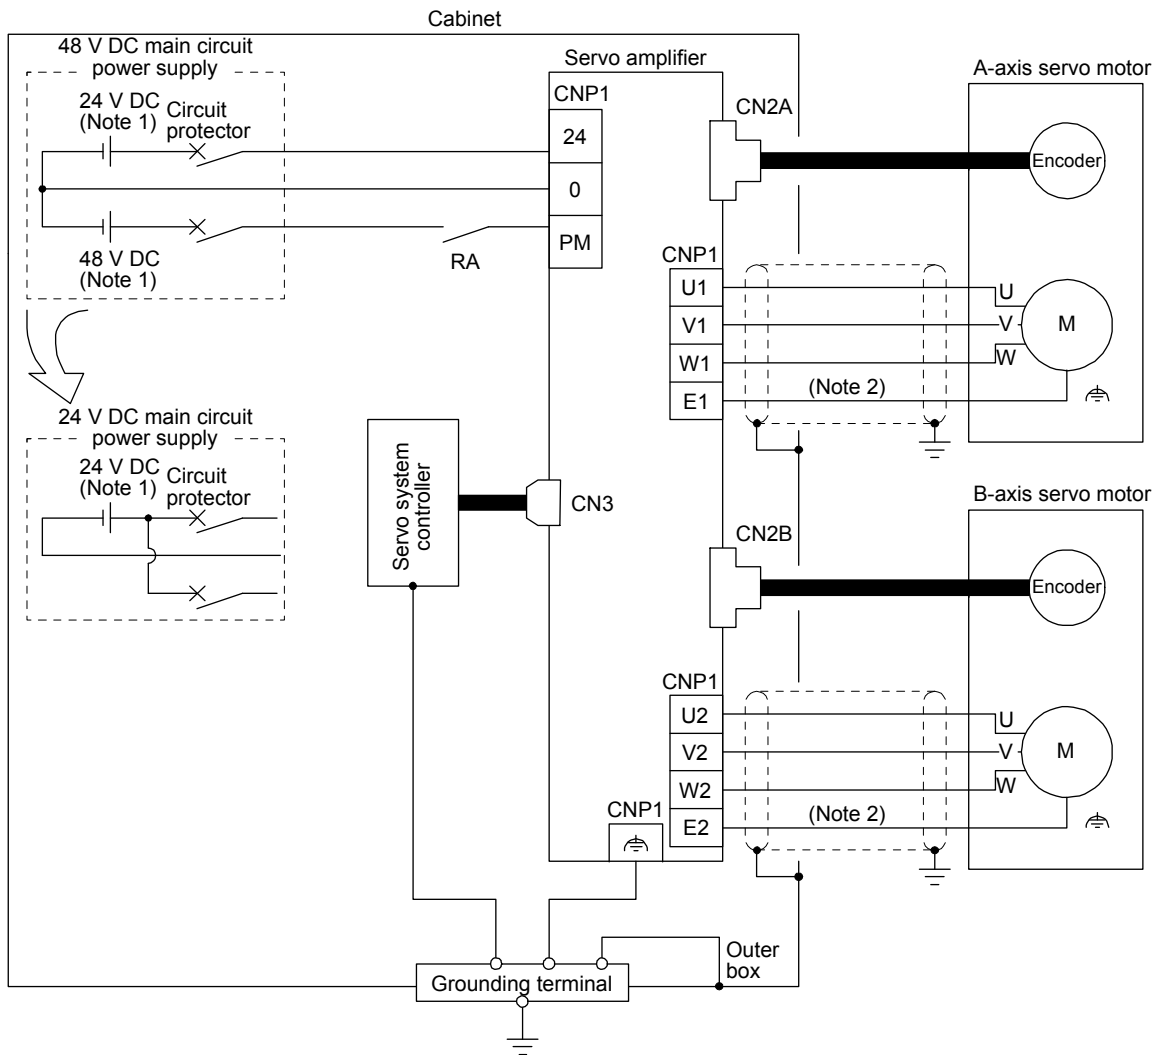 Cabinet
48 V DC main circuit
power supply
24 V DC
(Note 1)
Circuit
protector
48 V DC
(Note 1)
RA
Servo amplifier
CNP1
24
0
PM
CN2A
A-axis servo motor
Encoder
CNP1
U1
V1
W1
E1
U
V
W
M
(Note 2)
24 V DC main circuit
power supply
24 V DC
(Note 1)
Circuit
protector
Servo system
controller
CN3
CN2B
B-axis servo motor
Encoder
CNP1
U2
V2
W2
E2
U
V
W
M
(Note 2)
CNP1
Outer
box
Grounding terminal